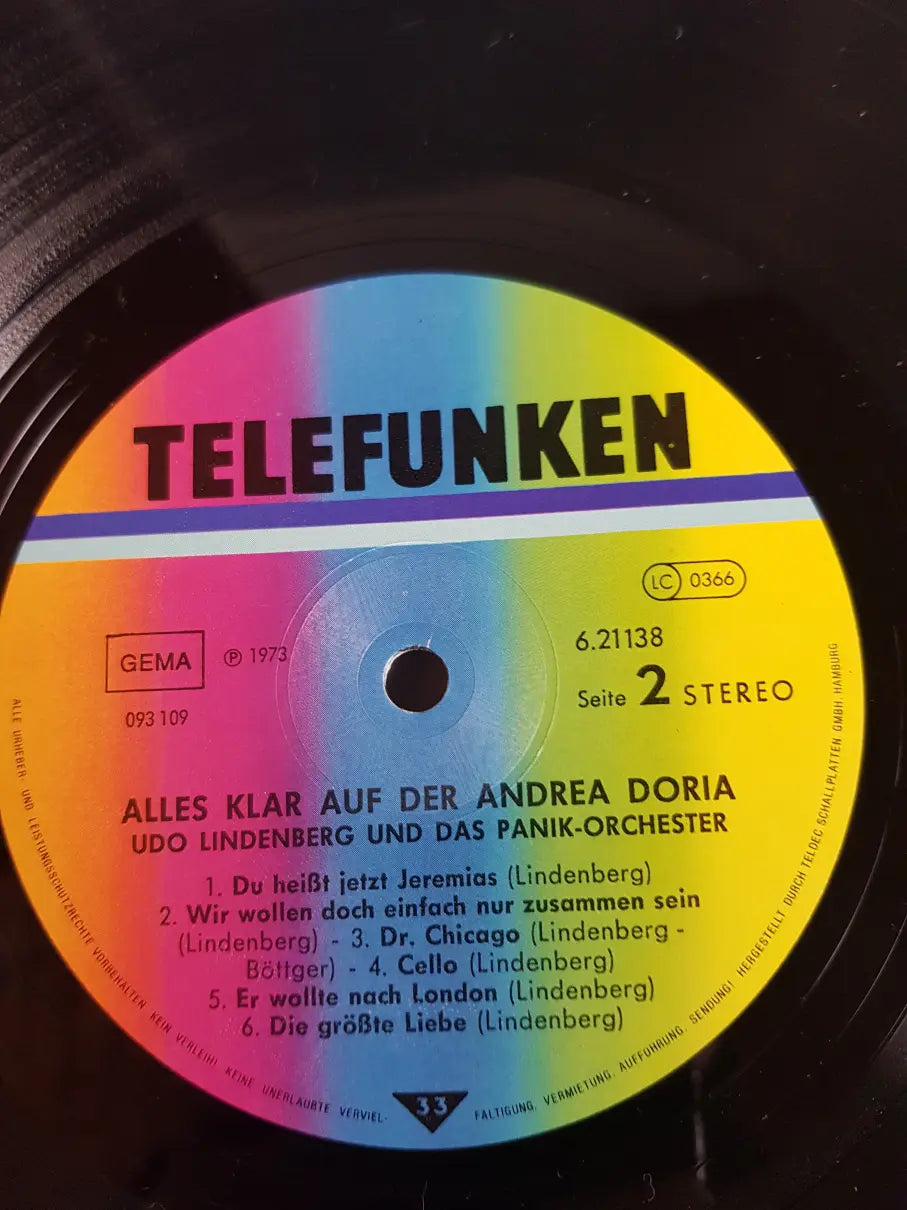 TELEFUNKEN
LC 0366
GEMA
℗ 1973
6.21138
093 109
Seite 2 STEREO
ALLES KLAR AUF DER ANDREA DORIA
UDO LINDENBERG UND DAS PANIK-ORCHESTER
1. Du heißt jetzt Jeremias (Lindenberg)
2. Wir wollen doch einfach nur zusammen sein
(Lindenberg) - 3. Dr. Chicago (Lindenberg -
Böttger) - 4. Cello (Lindenberg)
5. Er wollte nach London (Lindenberg)
6. Die größte Liebe (Lindenberg)
33
ALLE URHEBER- UND LEISTUNGSSCHUTZRECHTE VORBEHALTEN KEIN VERLEIH! KEINE UNERLAUBTE VERVIEL-
FÄLTIGUNG, VERMIETUNG, AUFFÜHRUNG, SENDUNG! HERGESTELLT DURCH TELDEC SCHALLPLATTEN GMBH. HAMBURG
3